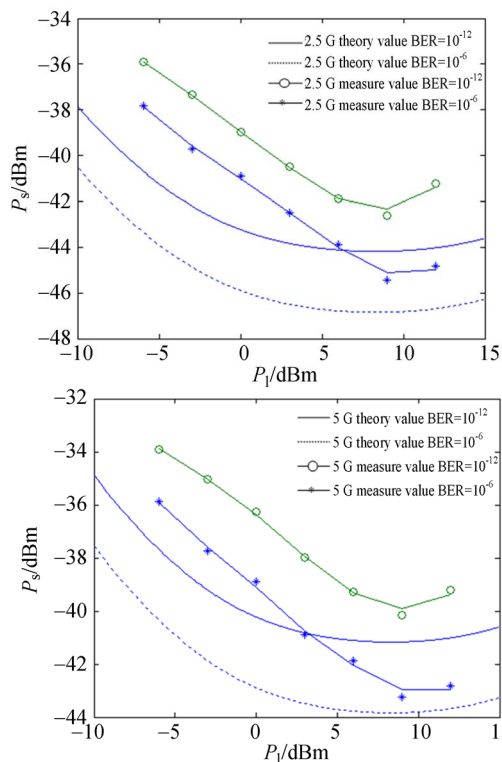 −34
−36
−38
−40
−42
−44
−46
−48
Ps/dBm
2.5 G theory value BER=10-12
2.5 G theory value BER=10-6
2.5 G measure value BER=10-12
2.5 G measure value BER=10-6
−10 −5 0 5 10 15
Pl/dBm
−32
−34
−36
−38
−40
−42
−44
Ps/dBm
5 G theory value BER=10-12
5 G theory value BER=10-6
5 G measure value BER=10-12
5 G measure value BER=10-6
−10 −5 0 5 10 1
Pl/dBm